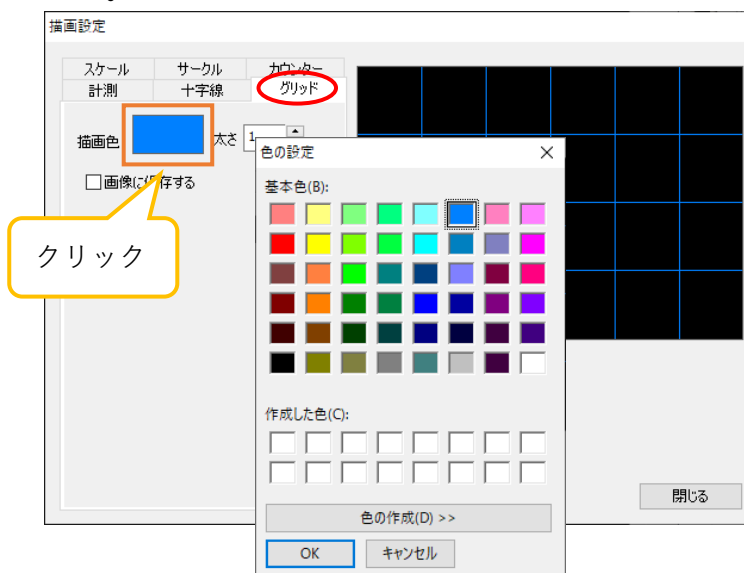 描画設定
スケール サークル カウンター
計測 十字線 グリッド
描画色 太さ 1
画像に保存する
クリック
色の設定
基本色(B):
作成した色(C):
色の作成(D) >>
OK キャンセル
閉じる